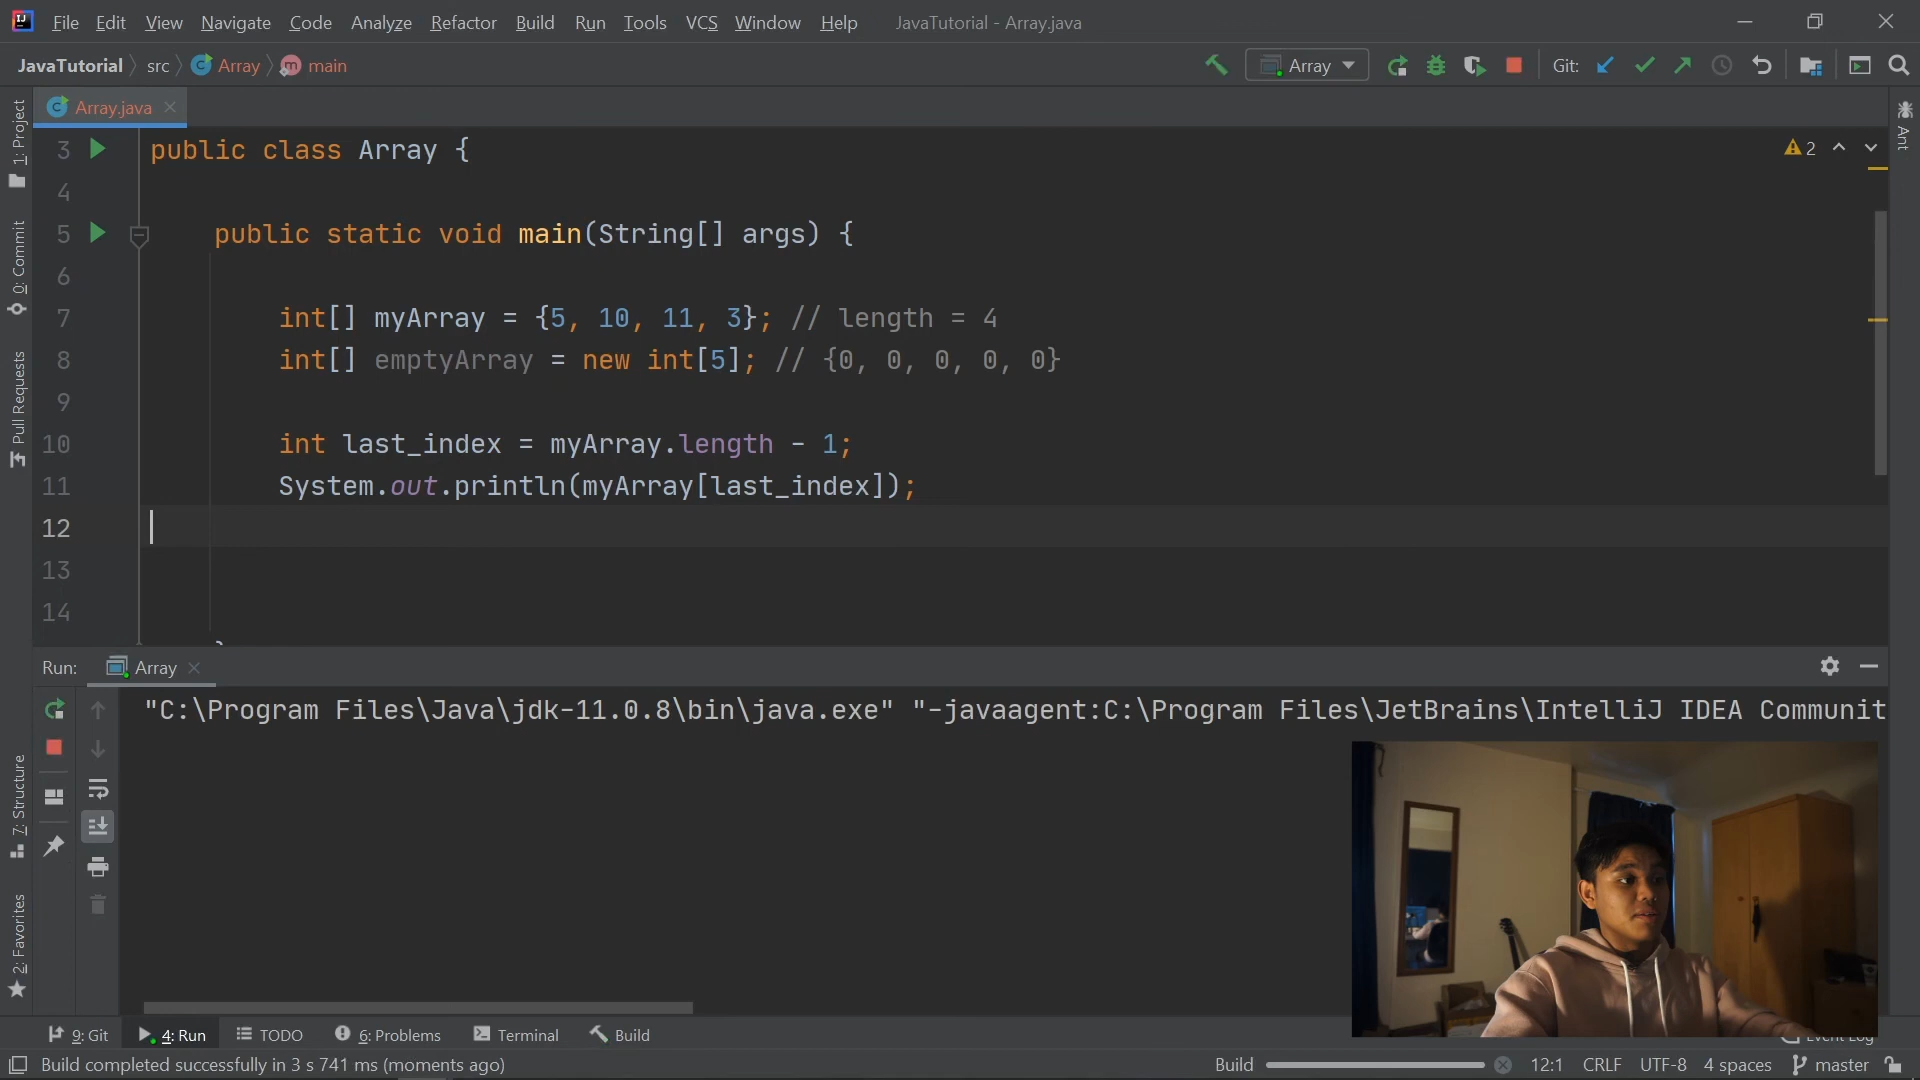 File Edit View Navigate Code Analyze Refactor Build Run Tools VCS Window Help JavaTutorial - Array.java
JavaTutorial src Array main Array Git:
Array.java
1: Project
0: Commit
Pull Requests
7: Structure
2: Favorites
Ant
2
3 public class Array {
4
5 public static void main(String[] args) {
6
7 int[] myArray = {5, 10, 11, 3}; // length = 4
8 int[] emptyArray = new int[5]; // {0, 0, 0, 0, 0}
9
10 int last_index = myArray.length - 1;
11 System.out.println(myArray[last_index]);
12
13
14
Run: Array
"C:\Program Files\Java\jdk-11.0.8\bin\java.exe" "-javaagent:C:\Program Files\JetBrains\IntelliJ IDEA Communit
9: Git 4: Run TODO 6: Problems Terminal Build Event Log
Build completed successfully in 3 s 741 ms (moments ago) Build 12:1 CRLF UTF-8 4 spaces master